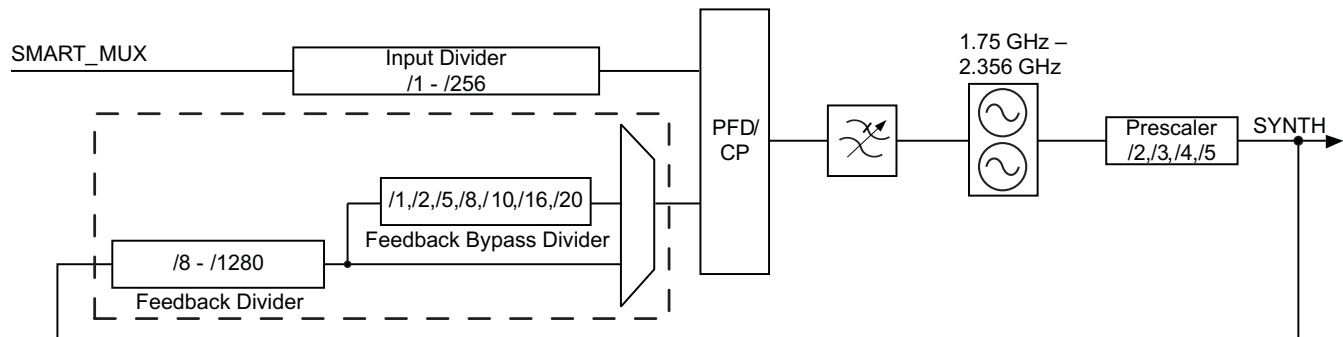 SMART_MUX
Input Divider
/1 - /256
PFD/
CP
1.75 GHz –
2.356 GHz
Prescaler
/2,/3,/4,/5
SYNTH
/1,/2,/5,/8,/10,/16,/20
Feedback Bypass Divider
/8 - /1280
Feedback Divider